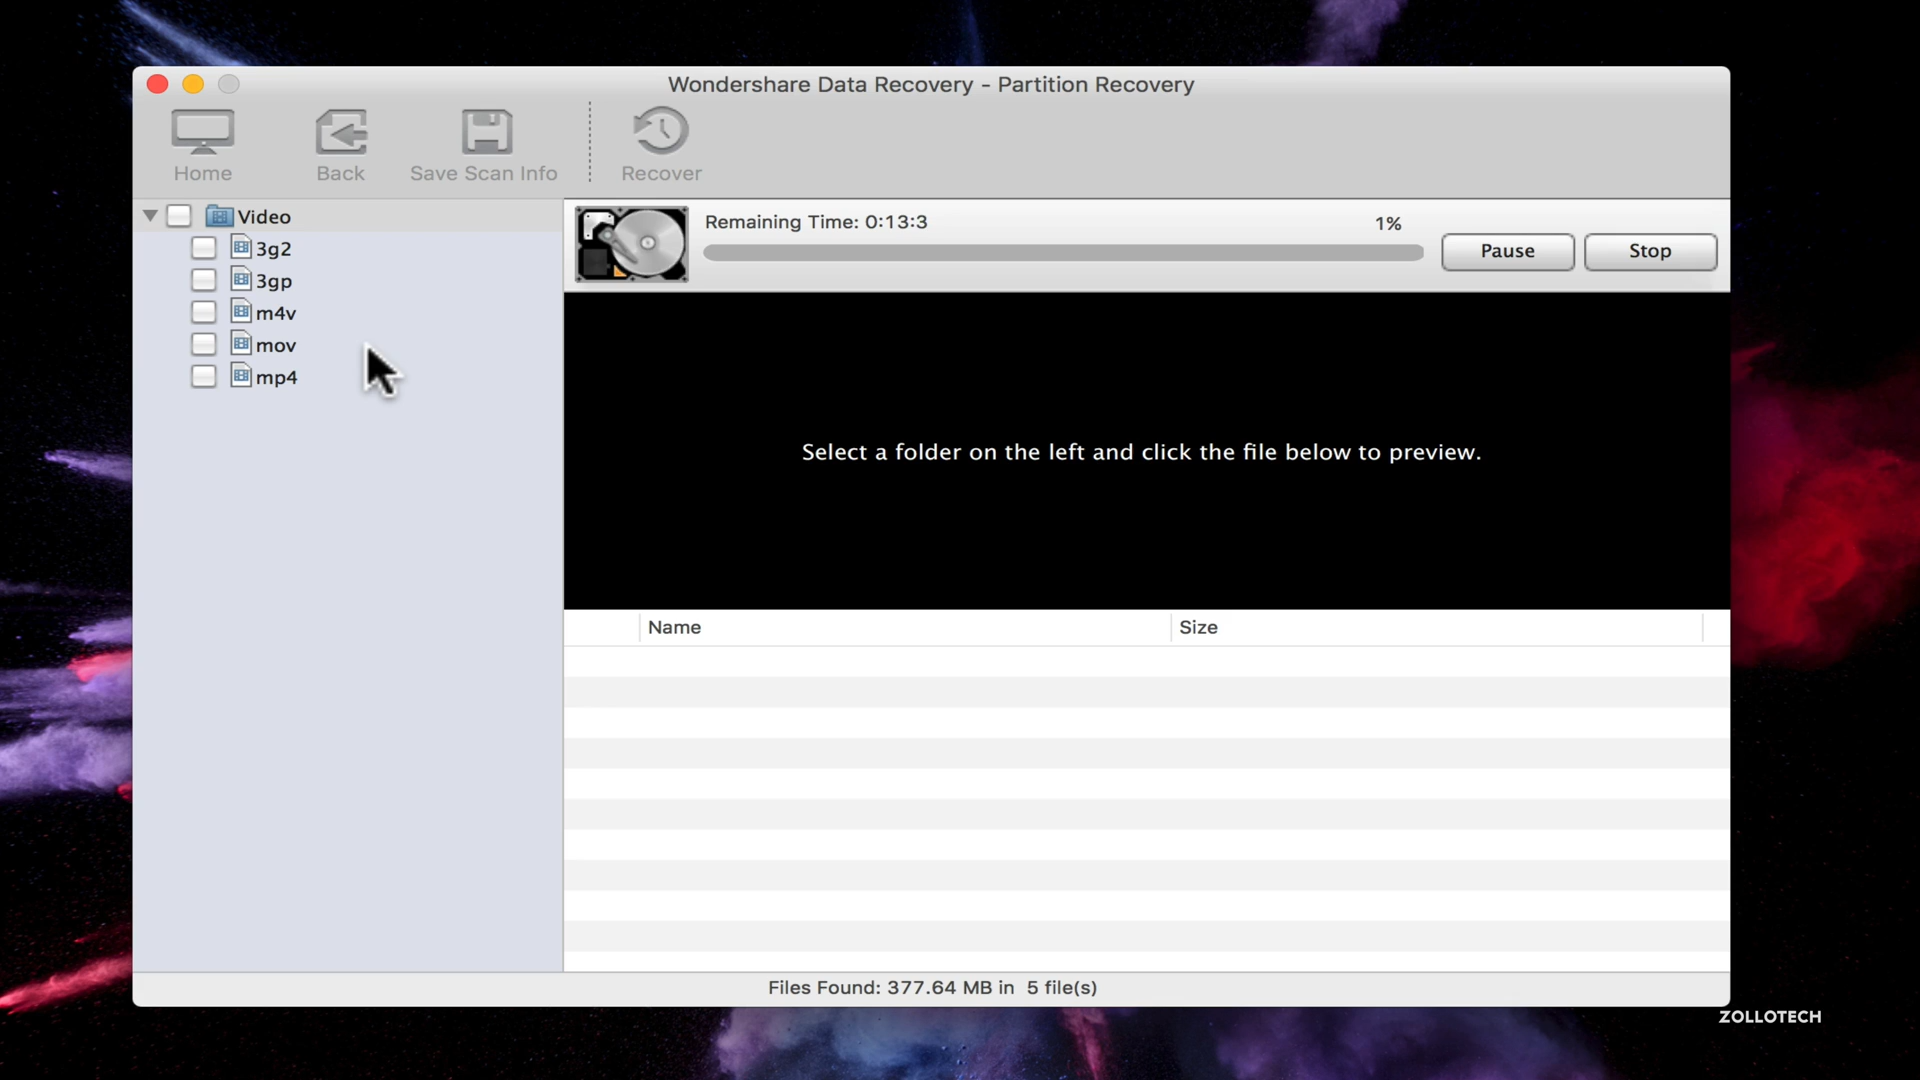 Wondershare Data Recovery - Partition Recovery
Home
Back
Save Scan Info
Recover
Video
3g2
3gp
m4v
mov
mp4
Remaining Time: 0:13:3
1%
Pause
Stop
Select a folder on the left and click the file below to preview.
Name
Size
Files Found: 377.64 MB in 5 file(s)
ZOLLOTECH